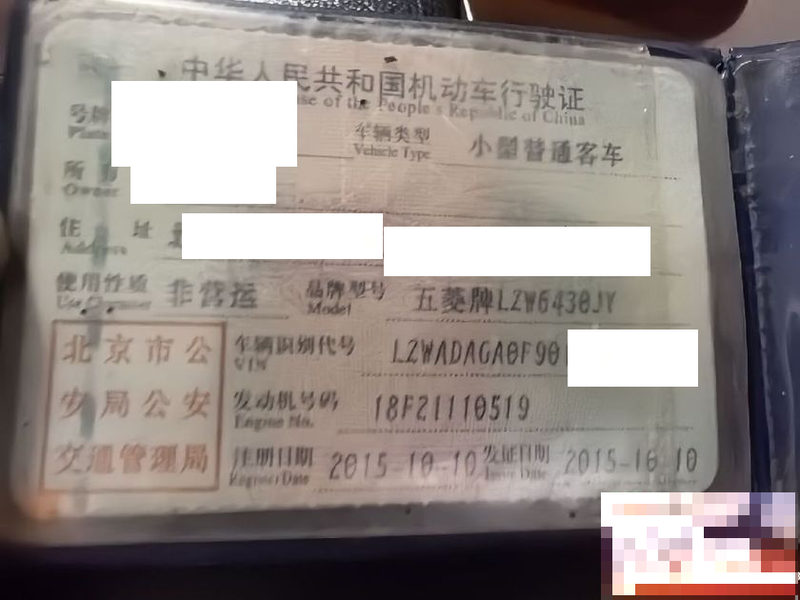 中华人民共和国机动车行驶证
of the People's Republic of China
号牌
车辆类型 小型普通客车
Plate Vehicle Type
所
Owner
住 址
Address
使用性质 非营运 品牌型号 五菱牌LZW6430JY
Use Character Model
北京市公
安局公安
交通管理局
车辆识别代号 LZWADAGA0F90
VIN
发动机号码 18F21110519
Engine No.
注册日期 2015-10-10 发证日期 2015-10-10
Register Date Issue Date